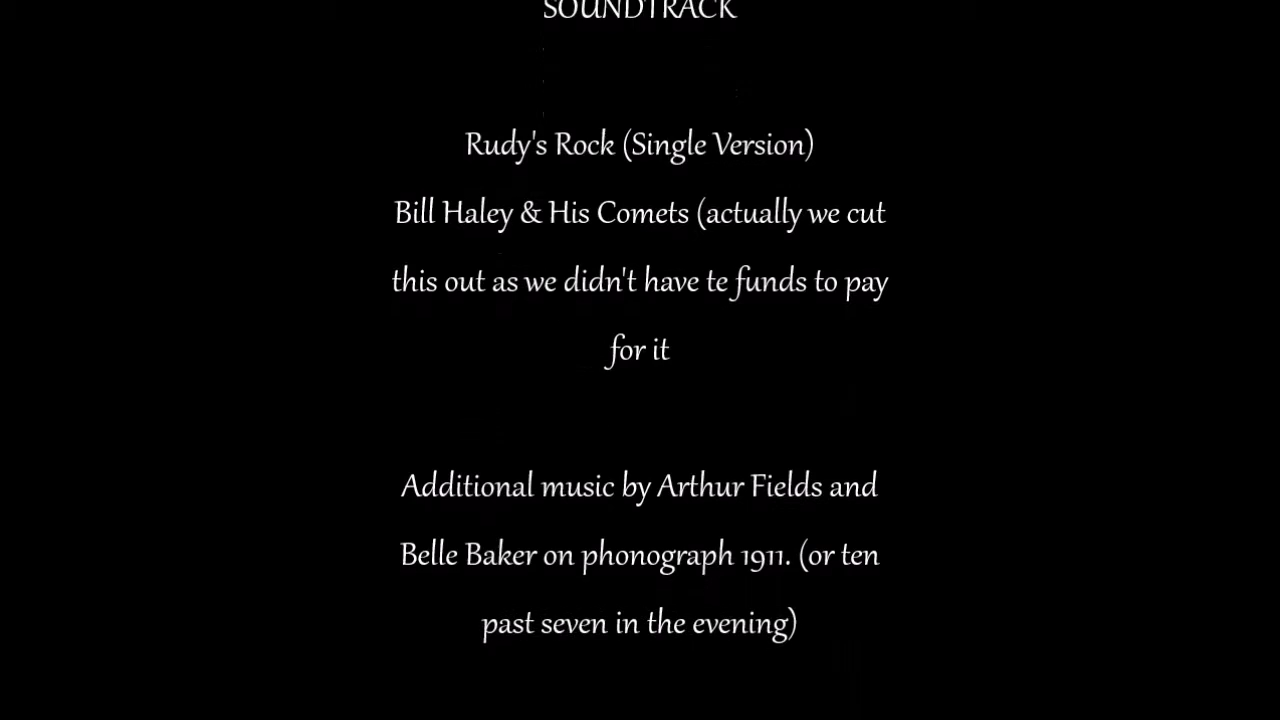 SOUNDTRACK
Rudy's Rock (Single Version)
Bill Haley & His Comets (actually we cut
this out as we didn't have te funds to pay
for it
Additional music by Arthur Fields and
Belle Baker on phonograph 1911. (or ten
past seven in the evening)